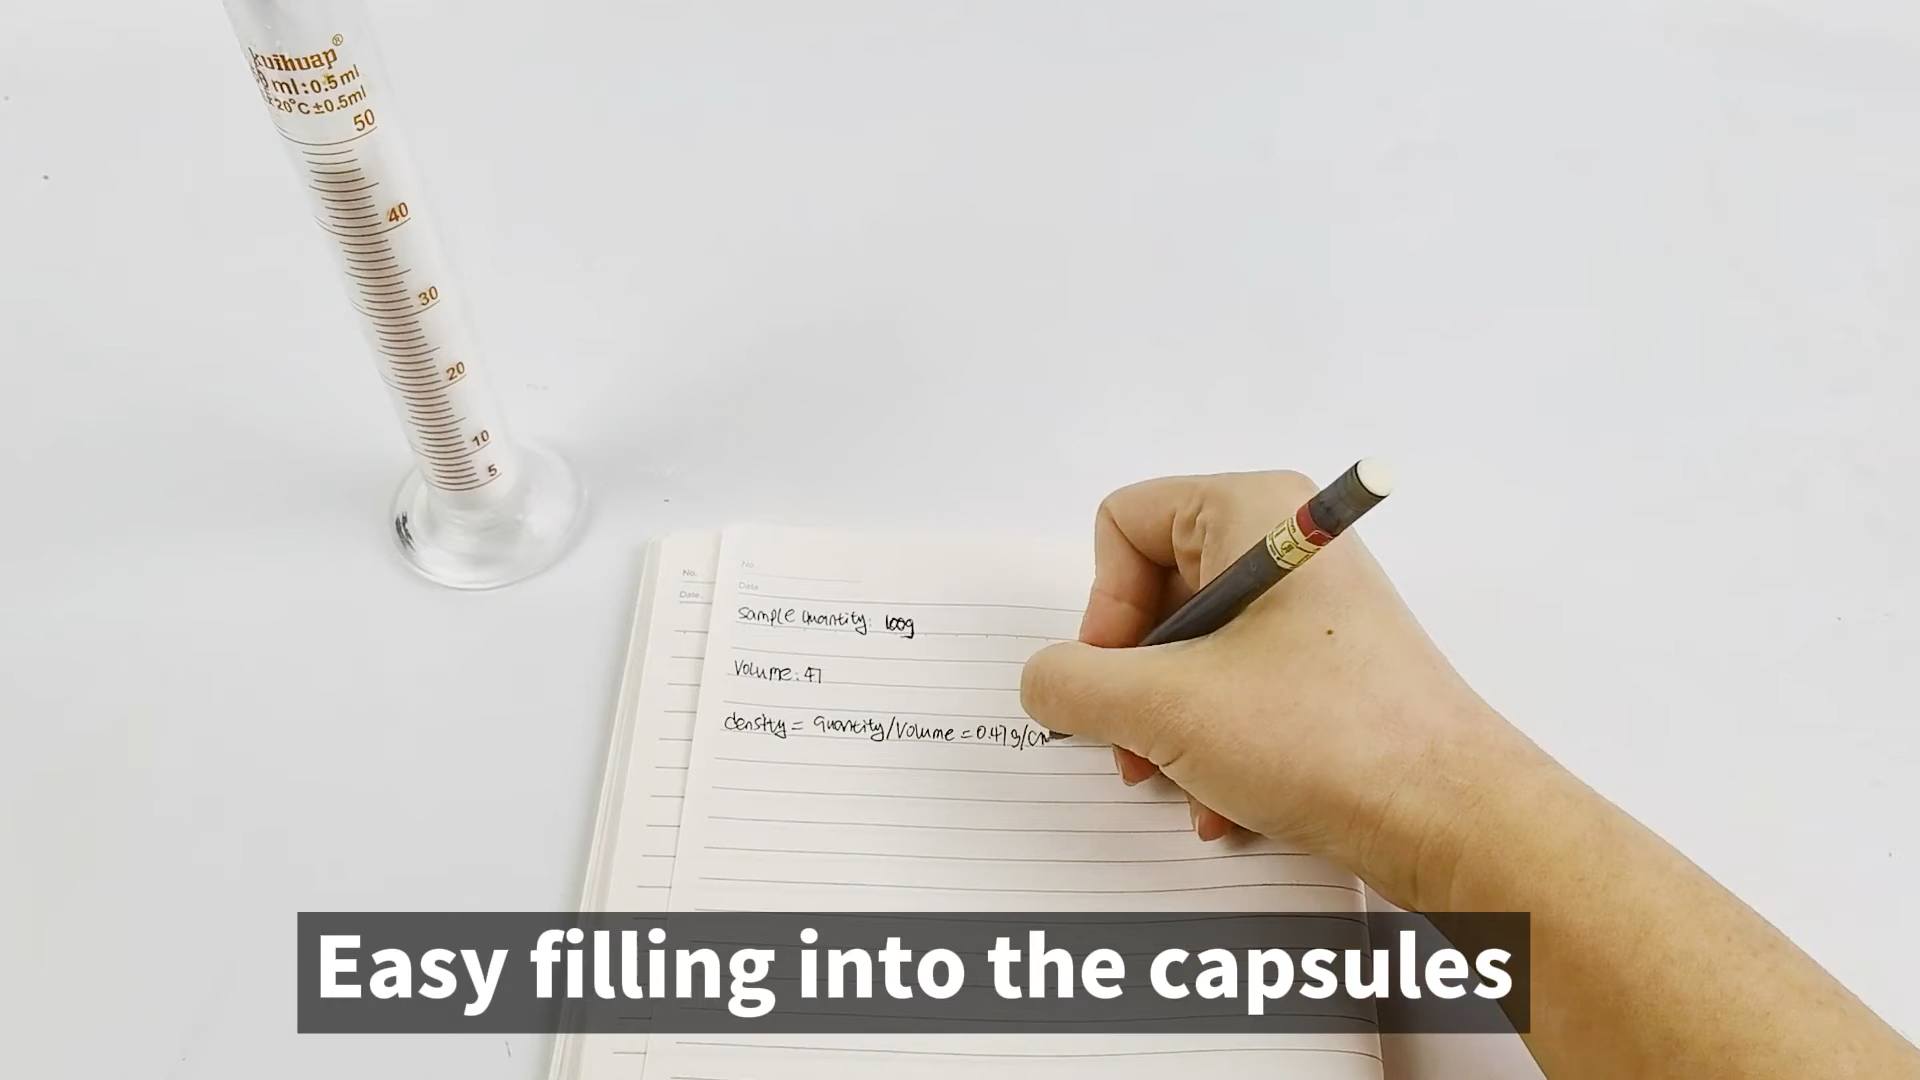 kuihuap®
ml:0.5ml
20°C±0.5ml
50
40
30
20
10
5
No.
Date.
No
Date
Sample Quantity: 100g
Volume: 47
density = Quantity/Volume = 0.47g/cm
Easy filling into the capsules